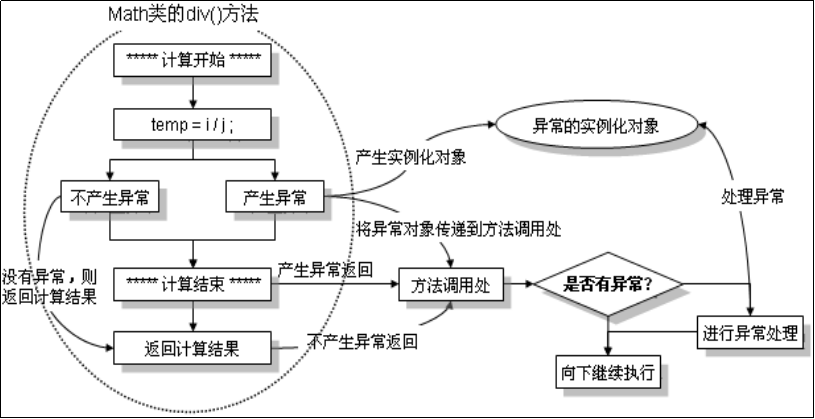 Math类的div()方法
***** 计算开始 *****
temp = i / j ;
异常的实例化对象
产生实例化对象
不产生异常
产生异常
处理异常
将异常对象传递到方法调用处
没有异常，则
返回计算结果
***** 计算结束 *****
产生异常返回
方法调用处
是否有异常?
返回计算结果
不产生异常返回
进行异常处理
向下继续执行